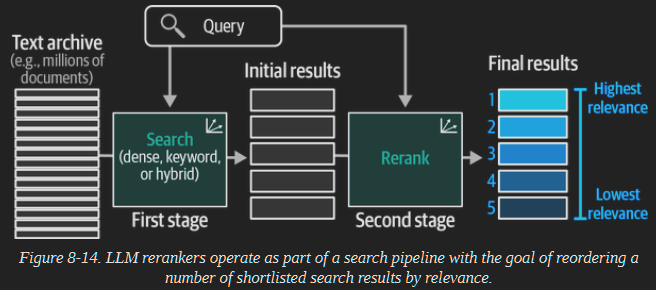 Text archive
(e.g., millions of
documents)
Query
Initial results
Final results
Search
(dense, keyword,
or hybrid)
First stage
Rerank
Second stage
1
2
3
4
5
Highest
relevance
Lowest
relevance
Figure 8-14. LLM rerankers operate as part of a search pipeline with the goal of reordering a
number of shortlisted search results by relevance.